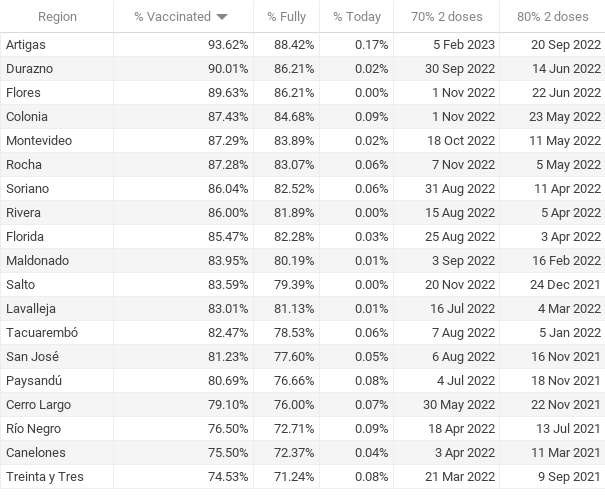 Region % Vaccinated % Fully % Today 70% 2 doses 80% 2 doses
Artigas 93.62% 88.42% 0.17% 5 Feb 2023 20 Sep 2022
Durazno 90.01% 86.21% 0.02% 30 Sep 2022 14 Jun 2022
Flores 89.63% 86.21% 0.00% 1 Nov 2022 22 Jun 2022
Colonia 87.43% 84.68% 0.09% 1 Nov 2022 23 May 2022
Montevideo 87.29% 83.89% 0.02% 18 Oct 2022 11 May 2022
Rocha 87.28% 83.07% 0.06% 7 Nov 2022 5 May 2022
Soriano 86.04% 82.52% 0.06% 31 Aug 2022 11 Apr 2022
Rivera 86.00% 81.89% 0.00% 15 Aug 2022 5 Apr 2022
Florida 85.47% 82.28% 0.03% 25 Aug 2022 3 Apr 2022
Maldonado 83.95% 80.19% 0.01% 3 Sep 2022 16 Feb 2022
Salto 83.59% 79.39% 0.00% 20 Nov 2022 24 Dec 2021
Lavalleja 83.01% 81.13% 0.01% 16 Jul 2022 4 Mar 2022
Tacuarembó 82.47% 78.53% 0.06% 7 Aug 2022 5 Jan 2022
San José 81.23% 77.60% 0.05% 6 Aug 2022 16 Nov 2021
Paysandú 80.69% 76.66% 0.08% 4 Jul 2022 18 Nov 2021
Cerro Largo 79.10% 76.00% 0.07% 30 May 2022 22 Nov 2021
Río Negro 76.50% 72.71% 0.09% 18 Apr 2022 13 Jul 2021
Canelones 75.50% 72.37% 0.04% 3 Apr 2022 11 Mar 2021
Treinta y Tres 74.53% 71.24% 0.08% 21 Mar 2022 9 Sep 2021